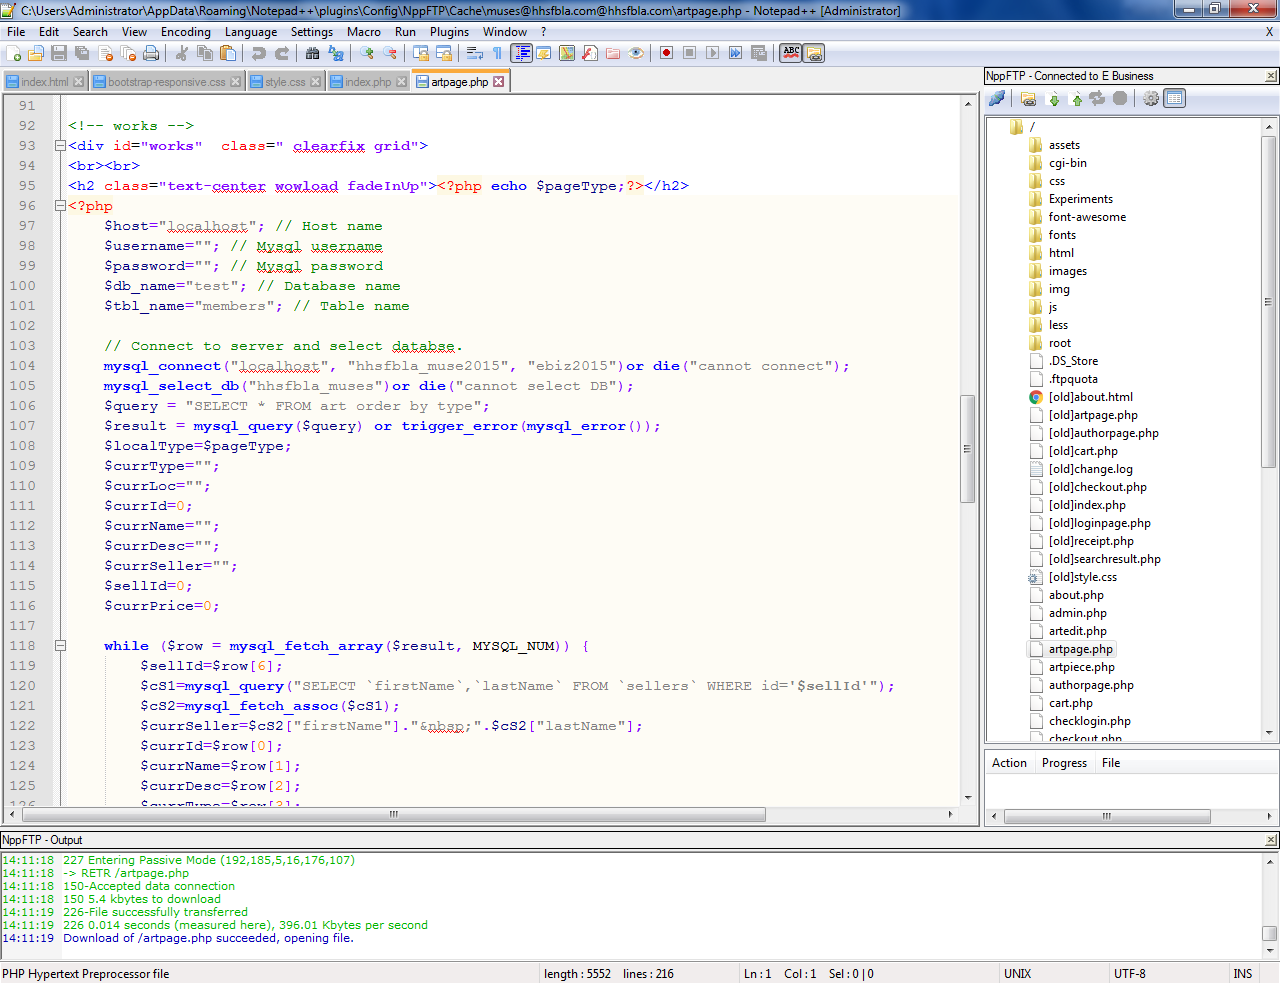 C:\Users\Administrator\AppData\Roaming\Notepad++\plugins\Config\NppFTP\Cache\muses@hhsfbla.com@hhsfbla.com\artpage.php - Notepad++ [Administrator]
File Edit Search View Encoding Language Settings Macro Run Plugins Window ? X
index.html bootstrap-responsive.css style.css index.php artpage.php
91
92 <!-- works -->
93 <div id="works"  class=" clearfix grid">
94 <br><br>
95 <h2 class="text-center wowload fadeInUp"><?php echo $pageType;?></h2>
96 <?php
97 $host="localhost"; // Host name
98 $username=""; // Mysql username
99 $password=""; // Mysql password
100 $db_name="test"; // Database name
101 $tbl_name="members"; // Table name
102
103 // Connect to server and select databse.
104 mysql_connect("localhost", "hhsfbla_muse2015", "ebiz2015")or die("cannot connect");
105 mysql_select_db("hhsfbla_muses")or die("cannot select DB");
106 $query = "SELECT * FROM art order by type";
107 $result = mysql_query($query) or trigger_error(mysql_error());
108 $localType=$pageType;
109 $currType="";
110 $currLoc="";
111 $currId=0;
112 $currName="";
113 $currDesc="";
114 $currSeller="";
115 $sellId=0;
116 $currPrice=0;
117
118 while ($row = mysql_fetch_array($result, MYSQL_NUM)) {
119 $sellId=$row[6];
120 $cS1=mysql_query("SELECT `firstName`,`lastName` FROM `sellers` WHERE id='$sellId'");
121 $cS2=mysql_fetch_assoc($cS1);
122 $currSeller=$cS2["firstName"]."&nbsp;".$cS2["lastName"];
123 $currId=$row[0];
124 $currName=$row[1];
125 $currDesc=$row[2];
126 $currType=$row[3];
NppFTP - Connected to E Business
/
assets
cgi-bin
css
Experiments
font-awesome
fonts
html
images
img
js
less
root
.DS_Store
.ftpquota
[old]about.html
[old]artpage.php
[old]authorpage.php
[old]cart.php
[old]change.log
[old]checkout.php
[old]index.php
[old]loginpage.php
[old]receipt.php
[old]searchresult.php
[old]style.css
about.php
admin.php
artedit.php
artpage.php
artpiece.php
authorpage.php
cart.php
checklogin.php
checkout.php
Action Progress File
NppFTP - Output
14:11:18 227 Entering Passive Mode (192,185,5,16,176,107)
14:11:18 -> RETR /artpage.php
14:11:18 150-Accepted data connection
14:11:18 150 5.4 kbytes to download
14:11:19 226-File successfully transferred
14:11:19 226 0.014 seconds (measured here), 396.01 Kbytes per second
14:11:19 Download of /artpage.php succeeded, opening file.
PHP Hypertext Preprocessor file length : 5552 lines : 216 Ln : 1 Col : 1 Sel : 0 | 0 UNIX UTF-8 INS